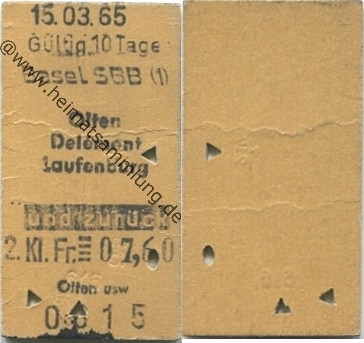 15.03.65
Gültig 10 Tage
Basel SBB (1)
Olten
Delémont
Laufenburg
und zurück
2. Kl. Fr. 07,60
Olten usw
0815
@www.heimatsammlung.de